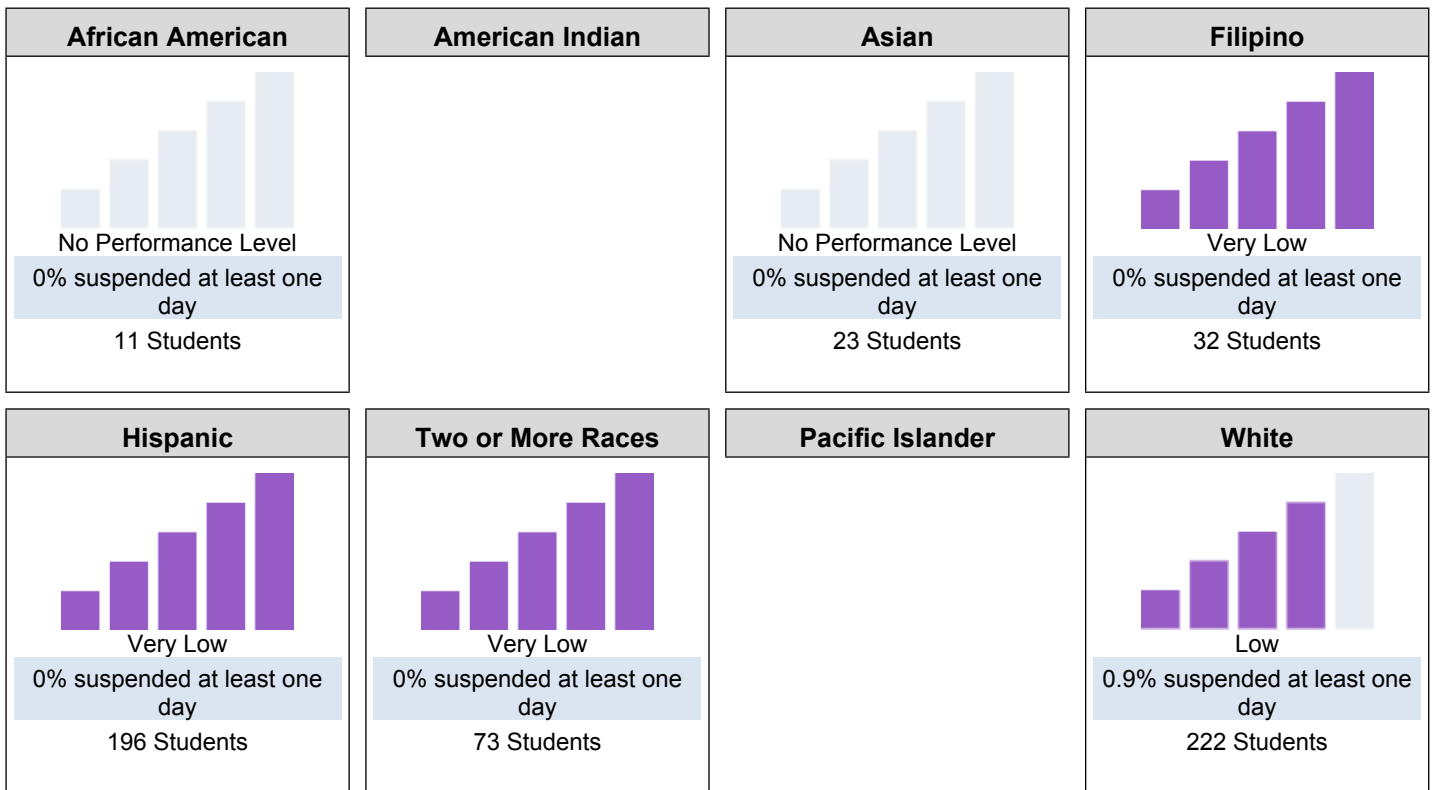 African American
American Indian
Asian
Filipino
No Performance Level
0% suspended at least one
day
11 Students
No Performance Level
0% suspended at least one
day
23 Students
Very Low
0% suspended at least one
day
32 Students
Hispanic
Two or More Races
Pacific Islander
White
Very Low
0% suspended at least one
day
196 Students
Very Low
0% suspended at least one
day
73 Students
Low
0.9% suspended at least one
day
222 Students